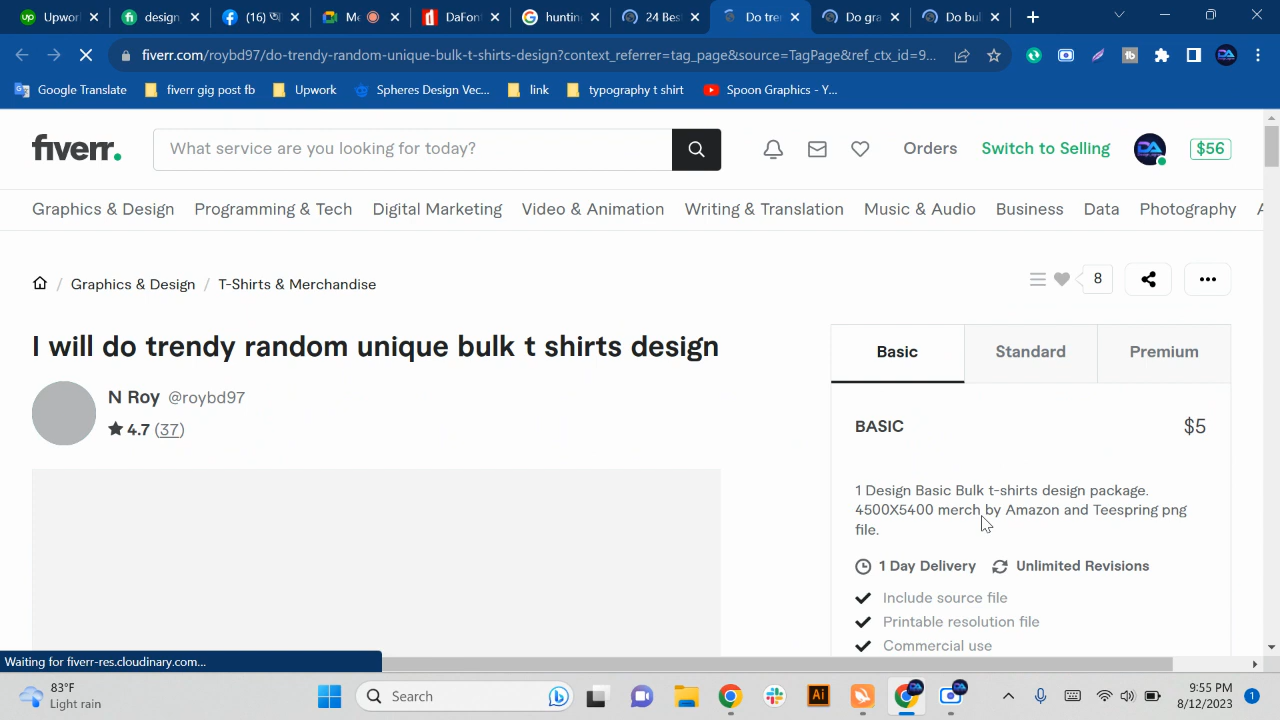 Upwor
design
(16)
Me
DaFont
huntin
24 Bes
Do tre
Do gra
Do bul
fiverr.com/roybd97/do-trendy-random-unique-bulk-t-shirts-design?context_referrer=tag_page&source=TagPage&ref_ctx_id=9...
Google Translate fiverr gig post fb Upwork Spheres Design Vec... link typography t shirt Spoon Graphics - Y...
fiverr. What service are you looking for today? Orders Switch to Selling $56
Graphics & Design Programming & Tech Digital Marketing Video & Animation Writing & Translation Music & Audio Business Data Photography
/ Graphics & Design / T-Shirts & Merchandise 8
I will do trendy random unique bulk t shirts design
N Roy @roybd97
4.7 (37)
Basic Standard Premium
BASIC $5
1 Design Basic Bulk t-shirts design package.
4500X5400 merch by Amazon and Teespring png
file.
1 Day Delivery Unlimited Revisions
Include source file
Printable resolution file
Commercial use
Waiting for fiverr-res.cloudinary.com...
83°F
Light rain
Search
Ai
9:55 PM
8/12/2023
1